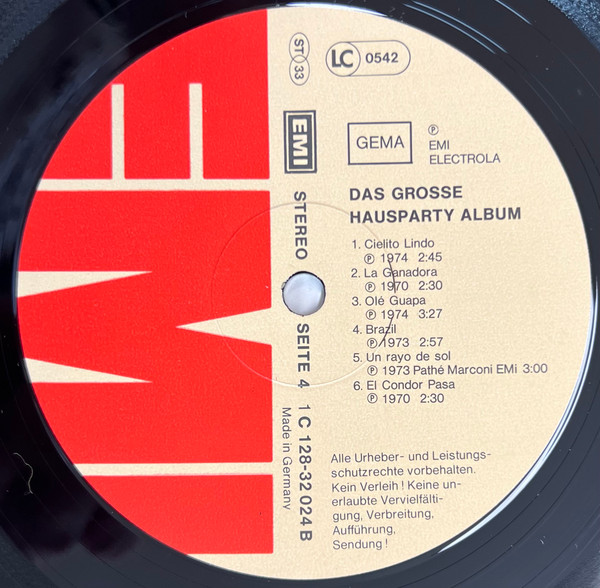 ST
33
LC 0542
EMI
GEMA
℗
EMI
ELECTROLA
DAS GROSSE
HAUSPARTY ALBUM
1. Cielito Lindo
℗ 1974 2:45
2. La Ganadora
℗ 1970 2:30
3. Olé Guapa
℗ 1974 3:27
4. Brazil
℗ 1973 2:57
5. Un rayo de sol
℗ 1973 Pathé Marconi EMi 3:00
6. El Condor Pasa
℗ 1970 2:30
STEREO
SEITE 4
1 C 128-32 024 B
Made in Germany
Alle Urheber- und Leistungs-
schutzrechte vorbehalten.
Kein Verleih! Keine un-
erlaubte Vervielfälti-
gung, Verbreitung,
Aufführung,
Sendung!
EMI